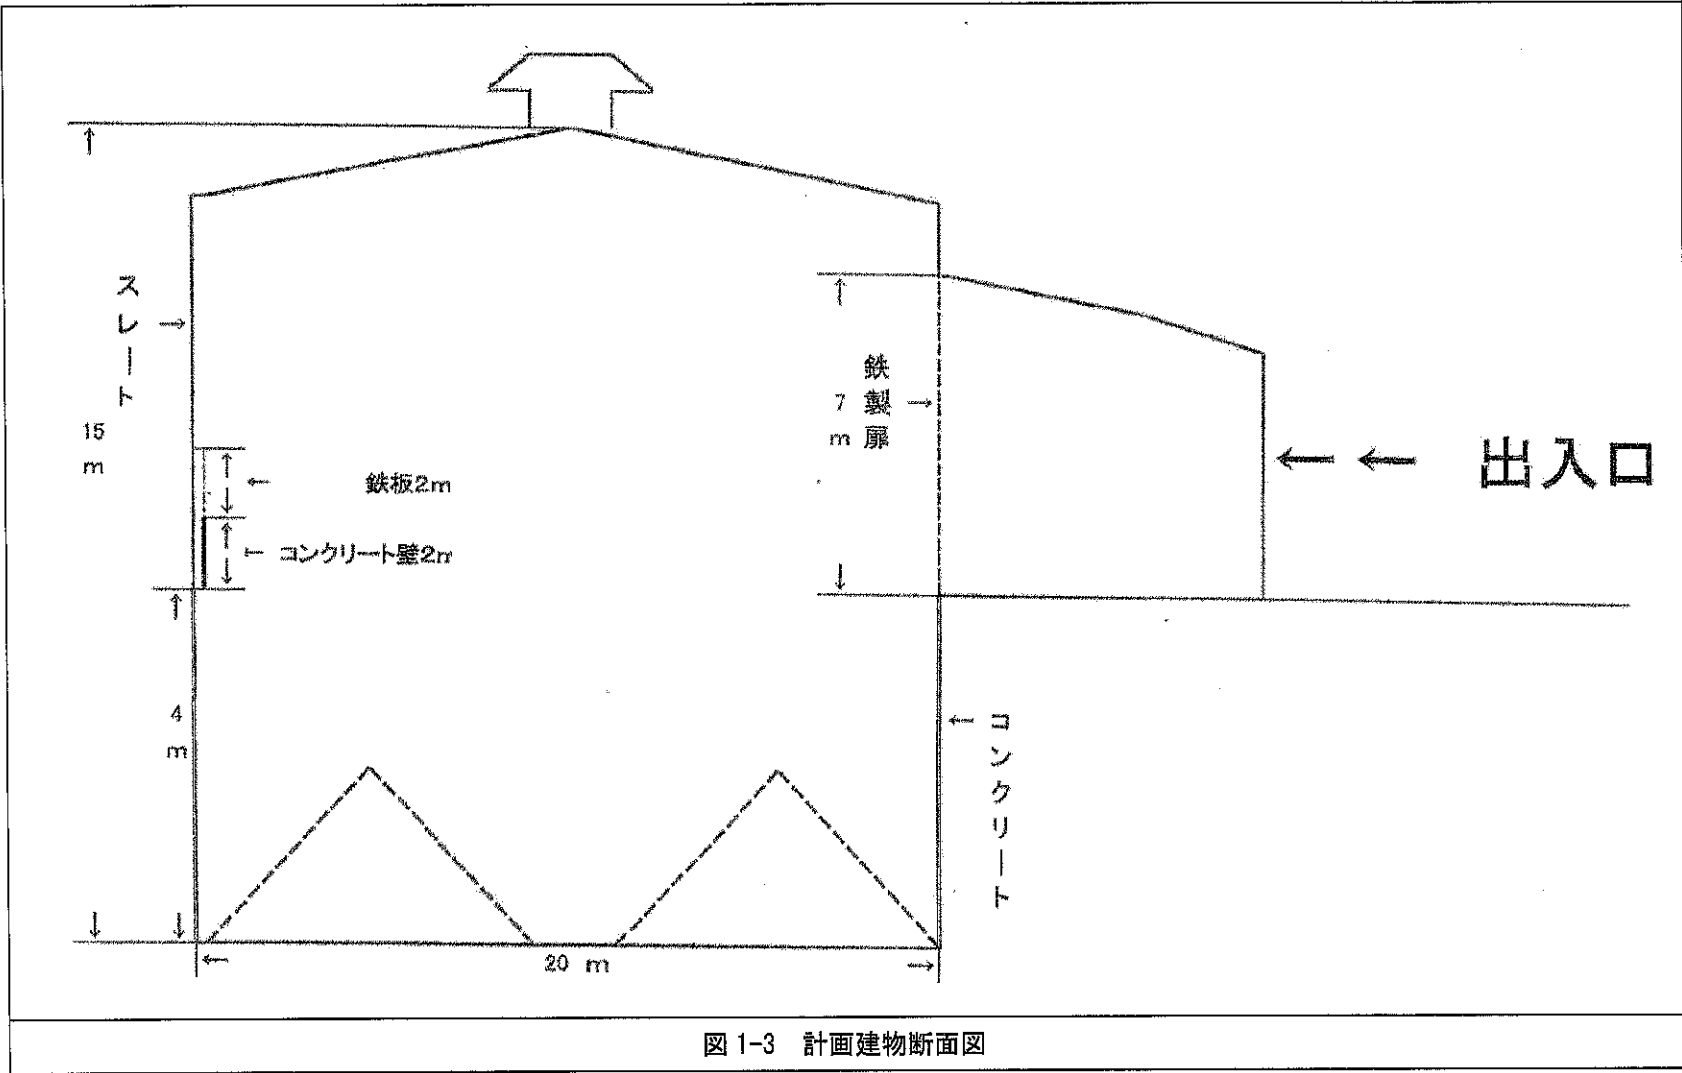 スレート
15
m
鉄製扉
7
m
出入口
鉄板2m
コンクリート壁2m
4
m
コンクリート
20 m
図 1-3 計画建物断面図